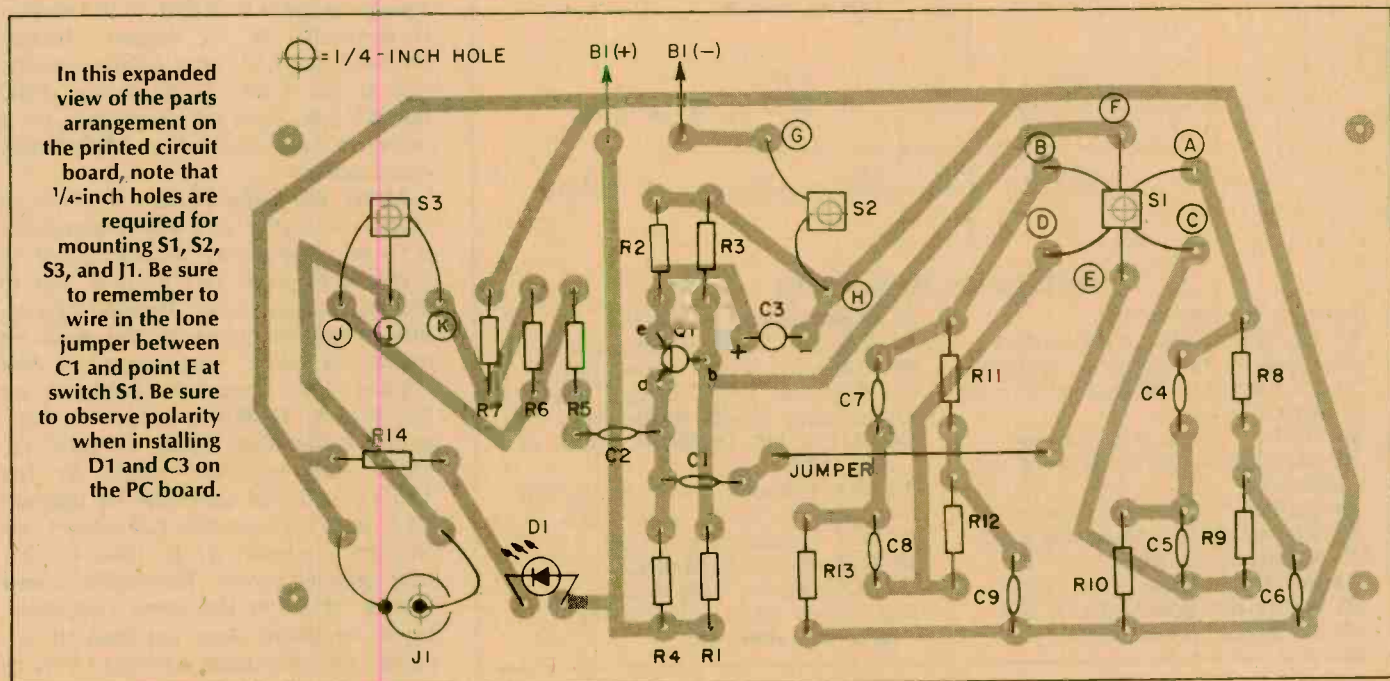 In this expanded
view of the parts
arrangement on
the printed circuit
board, note that
1/4-inch holes are
required for
mounting S1, S2,
S3, and J1. Be sure
to remember to
wire in the lone
jumper between
C1 and point E at
switch S1. Be sure
to observe polarity
when installing
D1 and C3 on
the PC board.
=1/4-INCH HOLE
B1(+)
B1(-)
G
F
B
A
S3
S2
S1
D
C
E
R2
R3
H
J
I
K
C3
+
-
e
Q1
b
a
R7
R6
R5
C7
R11
C4
R8
R14
C2
C1
JUMPER
D1
R13
C8
R12
C9
R10
C5
R9
C6
J1
R4
R1